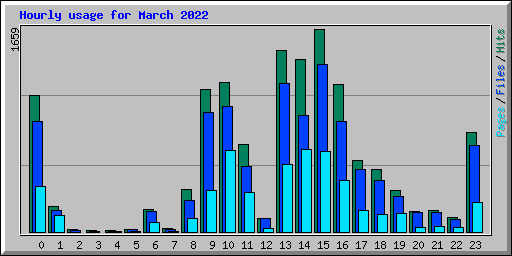 Hourly usage for March 2022
1659
Pages/Files/Hits
0 1 2 3 4 5 6 7 8 9 10 11 12 13 14 15 16 17 18 19 20 21 22 23